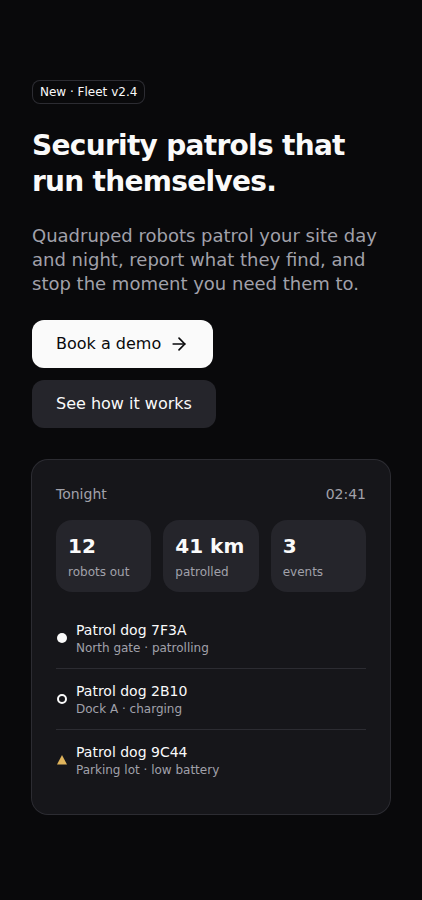 New · Fleet v2.4
Security patrols that
run themselves.
Quadruped robots patrol your site day
and night, report what they find, and
stop the moment you need them to.
Book a demo →
See how it works
Tonight 02:41
12 41 km 3
robots out patrolled events
Patrol dog 7F3A
North gate · patrolling
Patrol dog 2B10
Dock A · charging
Patrol dog 9C44
Parking lot · low battery